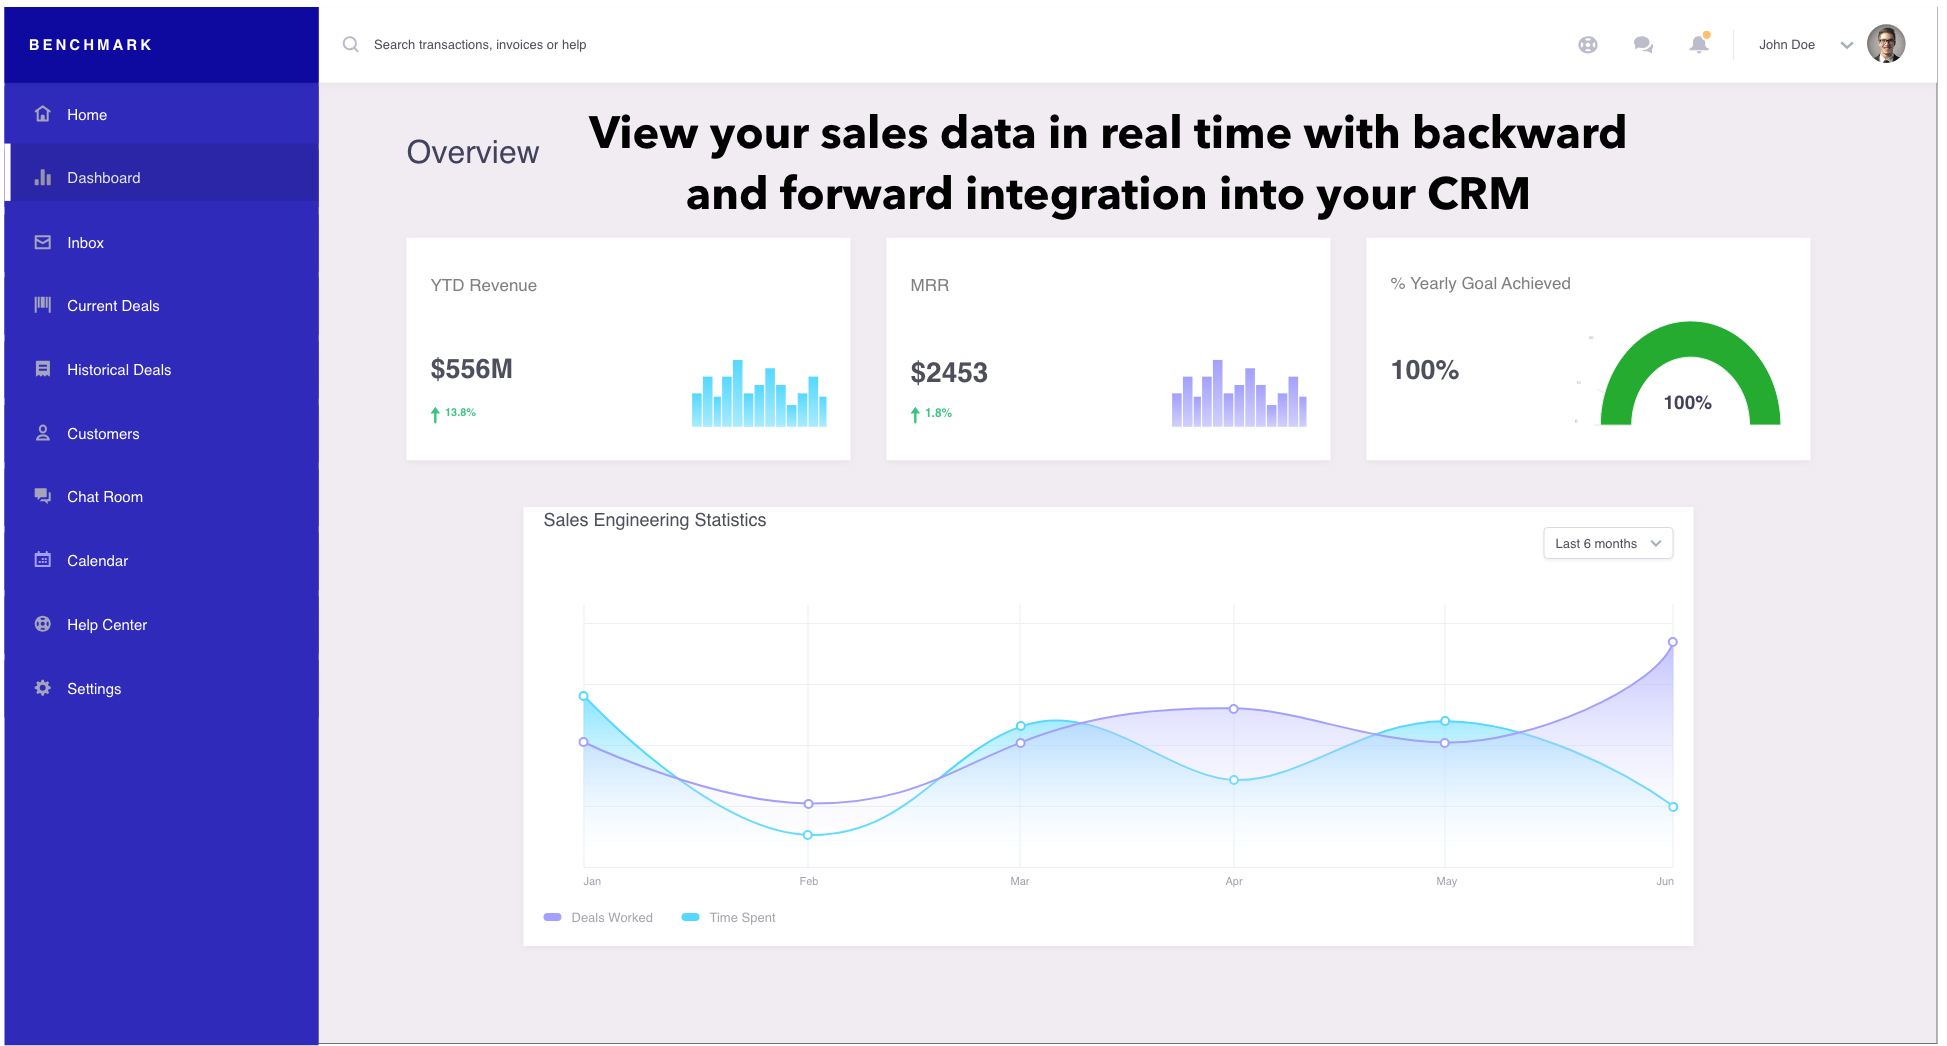 BENCHMARK
Search transactions, invoices or help
John Doe
Home
Dashboard
Inbox
Current Deals
Historical Deals
Customers
Chat Room
Calendar
Help Center
Settings
Overview
View your sales data in real time with backward
and forward integration into your CRM
YTD Revenue
$556M
13.8%
MRR
$2453
1.8%
% Yearly Goal Achieved
100%
100%
Sales Engineering Statistics
Last 6 months
Jan Feb Mar Apr May Jun
Deals Worked Time Spent